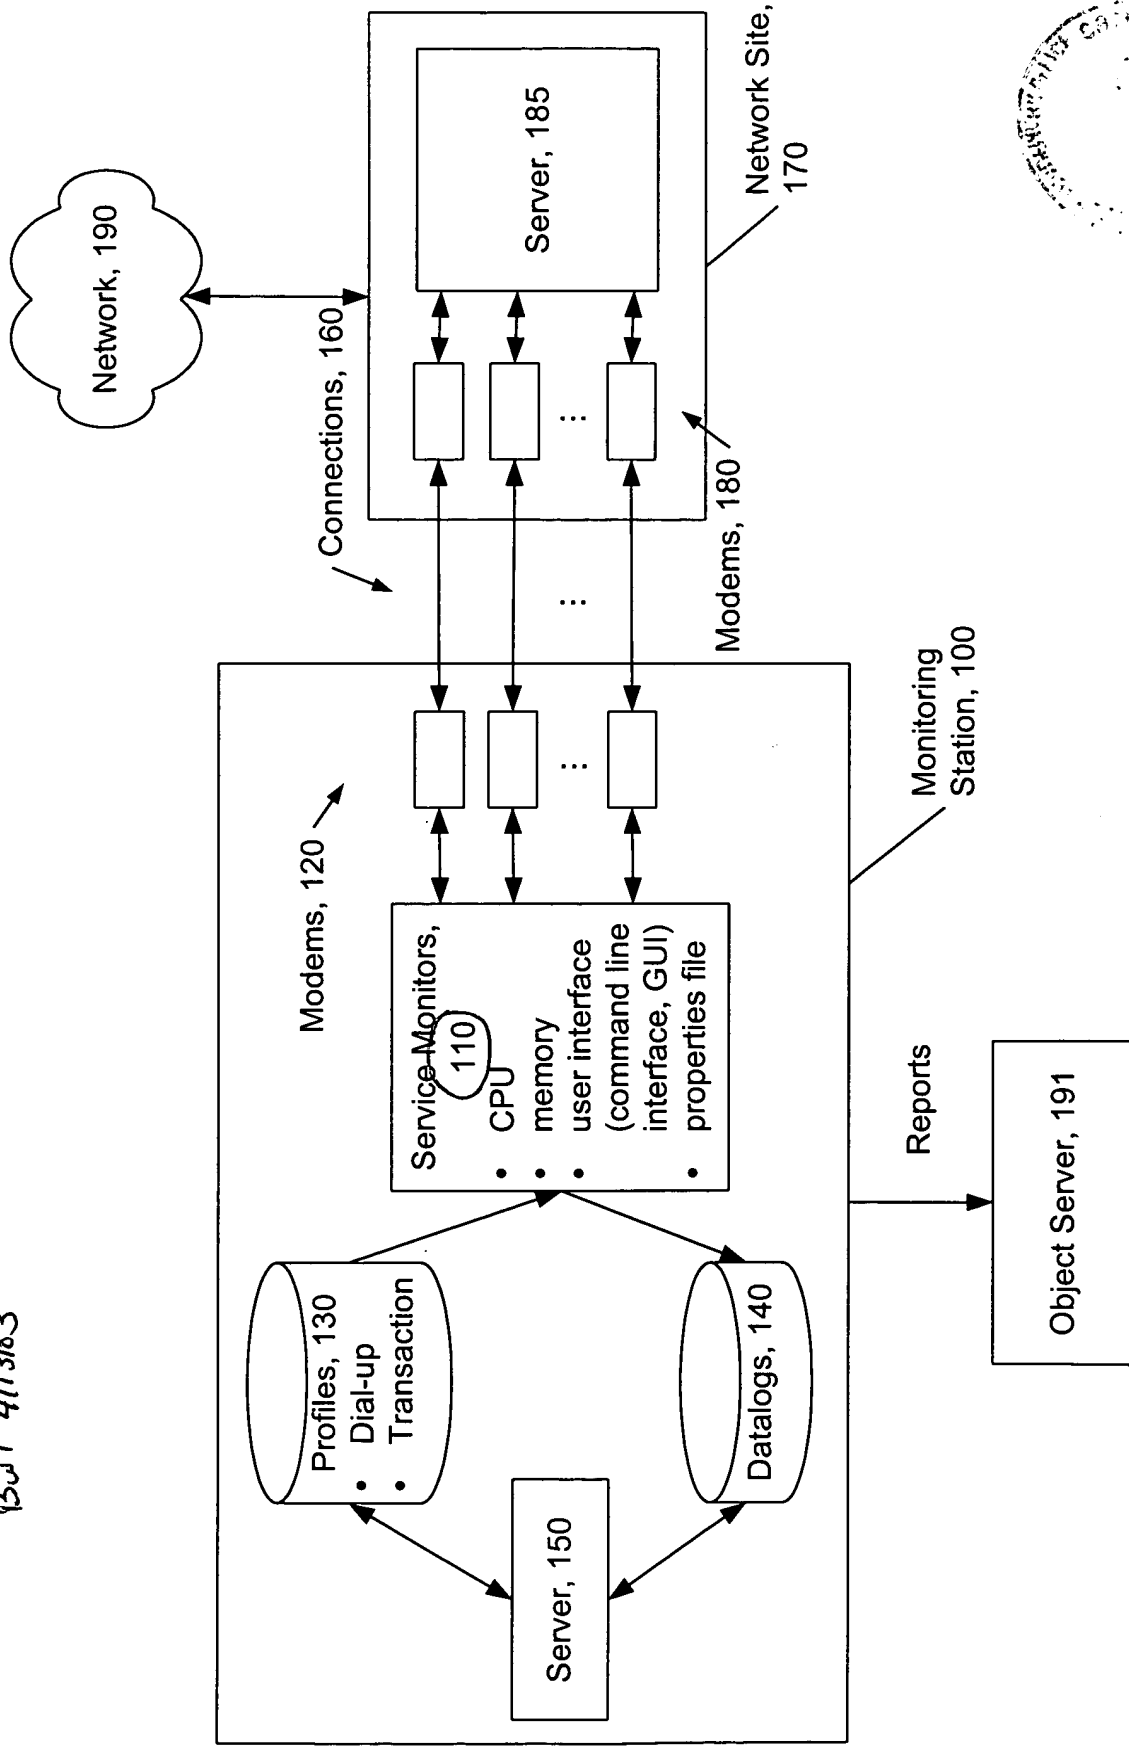 Network, 190
Connections, 160
Server, 185
Network Site,
170
Modems, 180
Modems, 120
Service Monitors,
110
• CPU
• memory
• user interface
(command line
interface, GUI)
• properties file
Monitoring
Station, 100
Profiles, 130
• Dial-up
• Transaction
Datalogs, 140
Server, 150
Reports
Object Server, 191
...
...
...